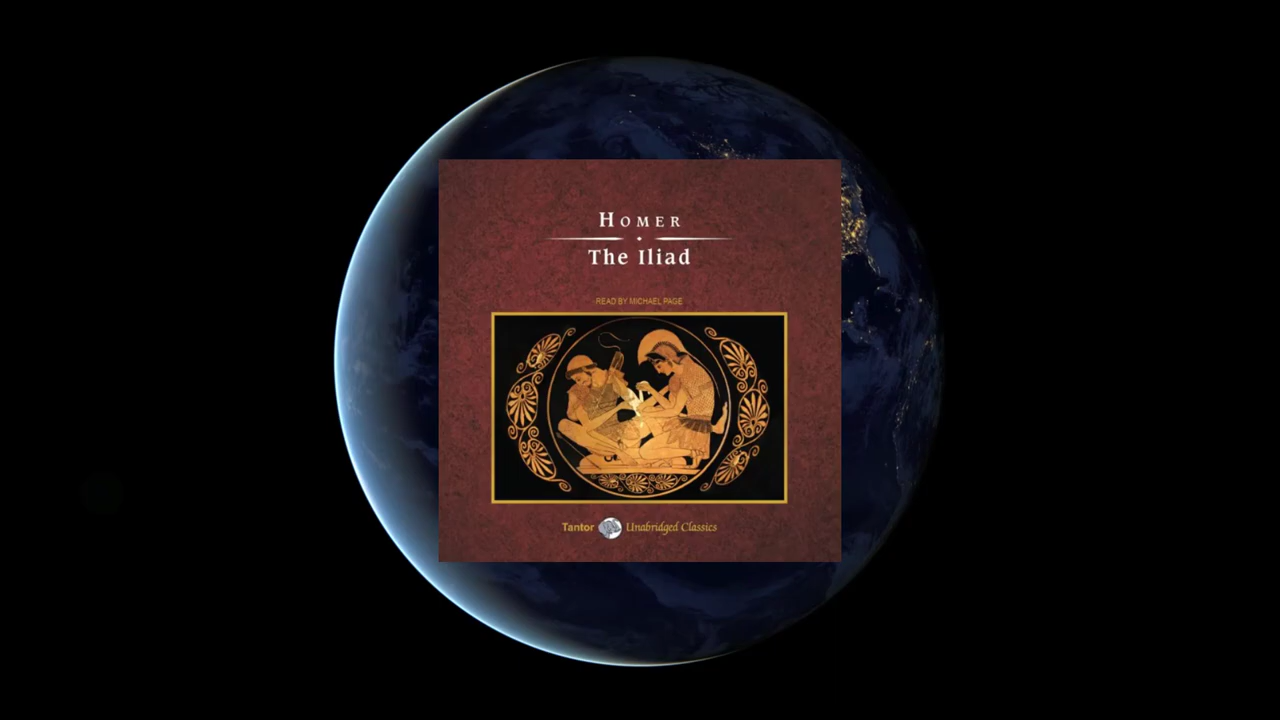 HOMER
The Iliad
READ BY MICHAEL PAGE
Tantor Unabridged Classics